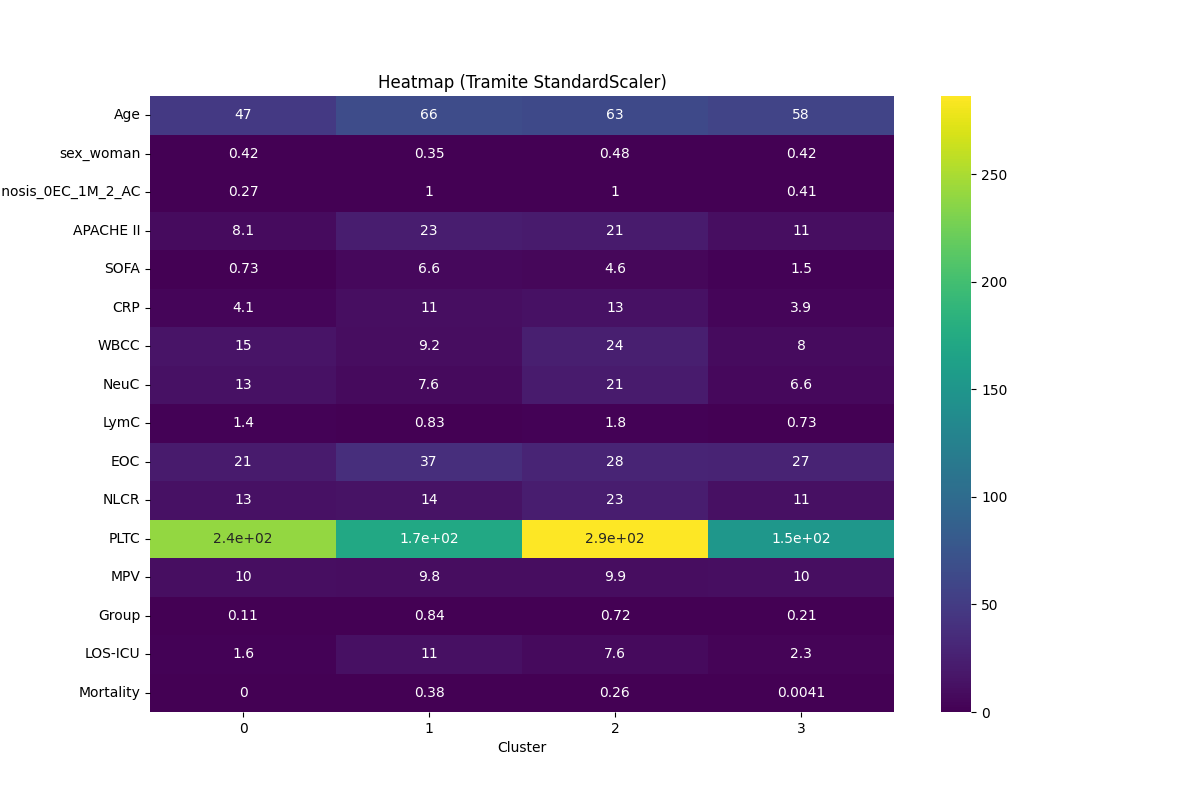 Heatmap (Tramite StandardScaler)
Age 47 66 63 58
sex_woman 0.42 0.35 0.48 0.42
nosis_0EC_1M_2_AC 0.27 1 1 0.41
APACHE II 8.1 23 21 11
SOFA 0.73 6.6 4.6 1.5
CRP 4.1 11 13 3.9
WBCC 15 9.2 24 8
NeuC 13 7.6 21 6.6
LymC 1.4 0.83 1.8 0.73
EOC 21 37 28 27
NLCR 13 14 23 11
PLTC 2.4e+02 1.7e+02 2.9e+02 1.5e+02
MPV 10 9.8 9.9 10
Group 0.11 0.84 0.72 0.21
LOS-ICU 1.6 11 7.6 2.3
Mortality 0 0.38 0.26 0.0041
0 1 2 3
Cluster
250
200
150
100
50
0